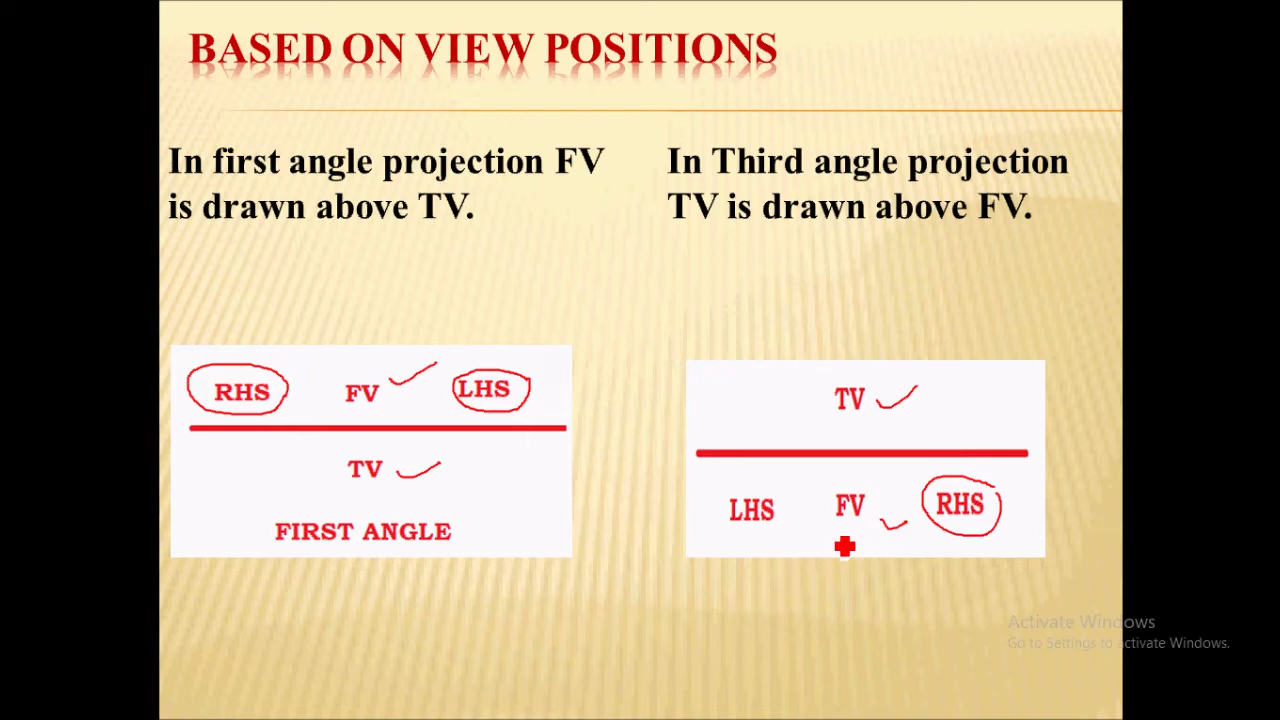 BASED ON VIEW POSITIONS
In first angle projection FV
is drawn above TV.
In Third angle projection
TV is drawn above FV.
RHS FV LHS
TV
FIRST ANGLE
TV
LHS FV RHS
Activate Windows
Go to Settings to activate Windows.